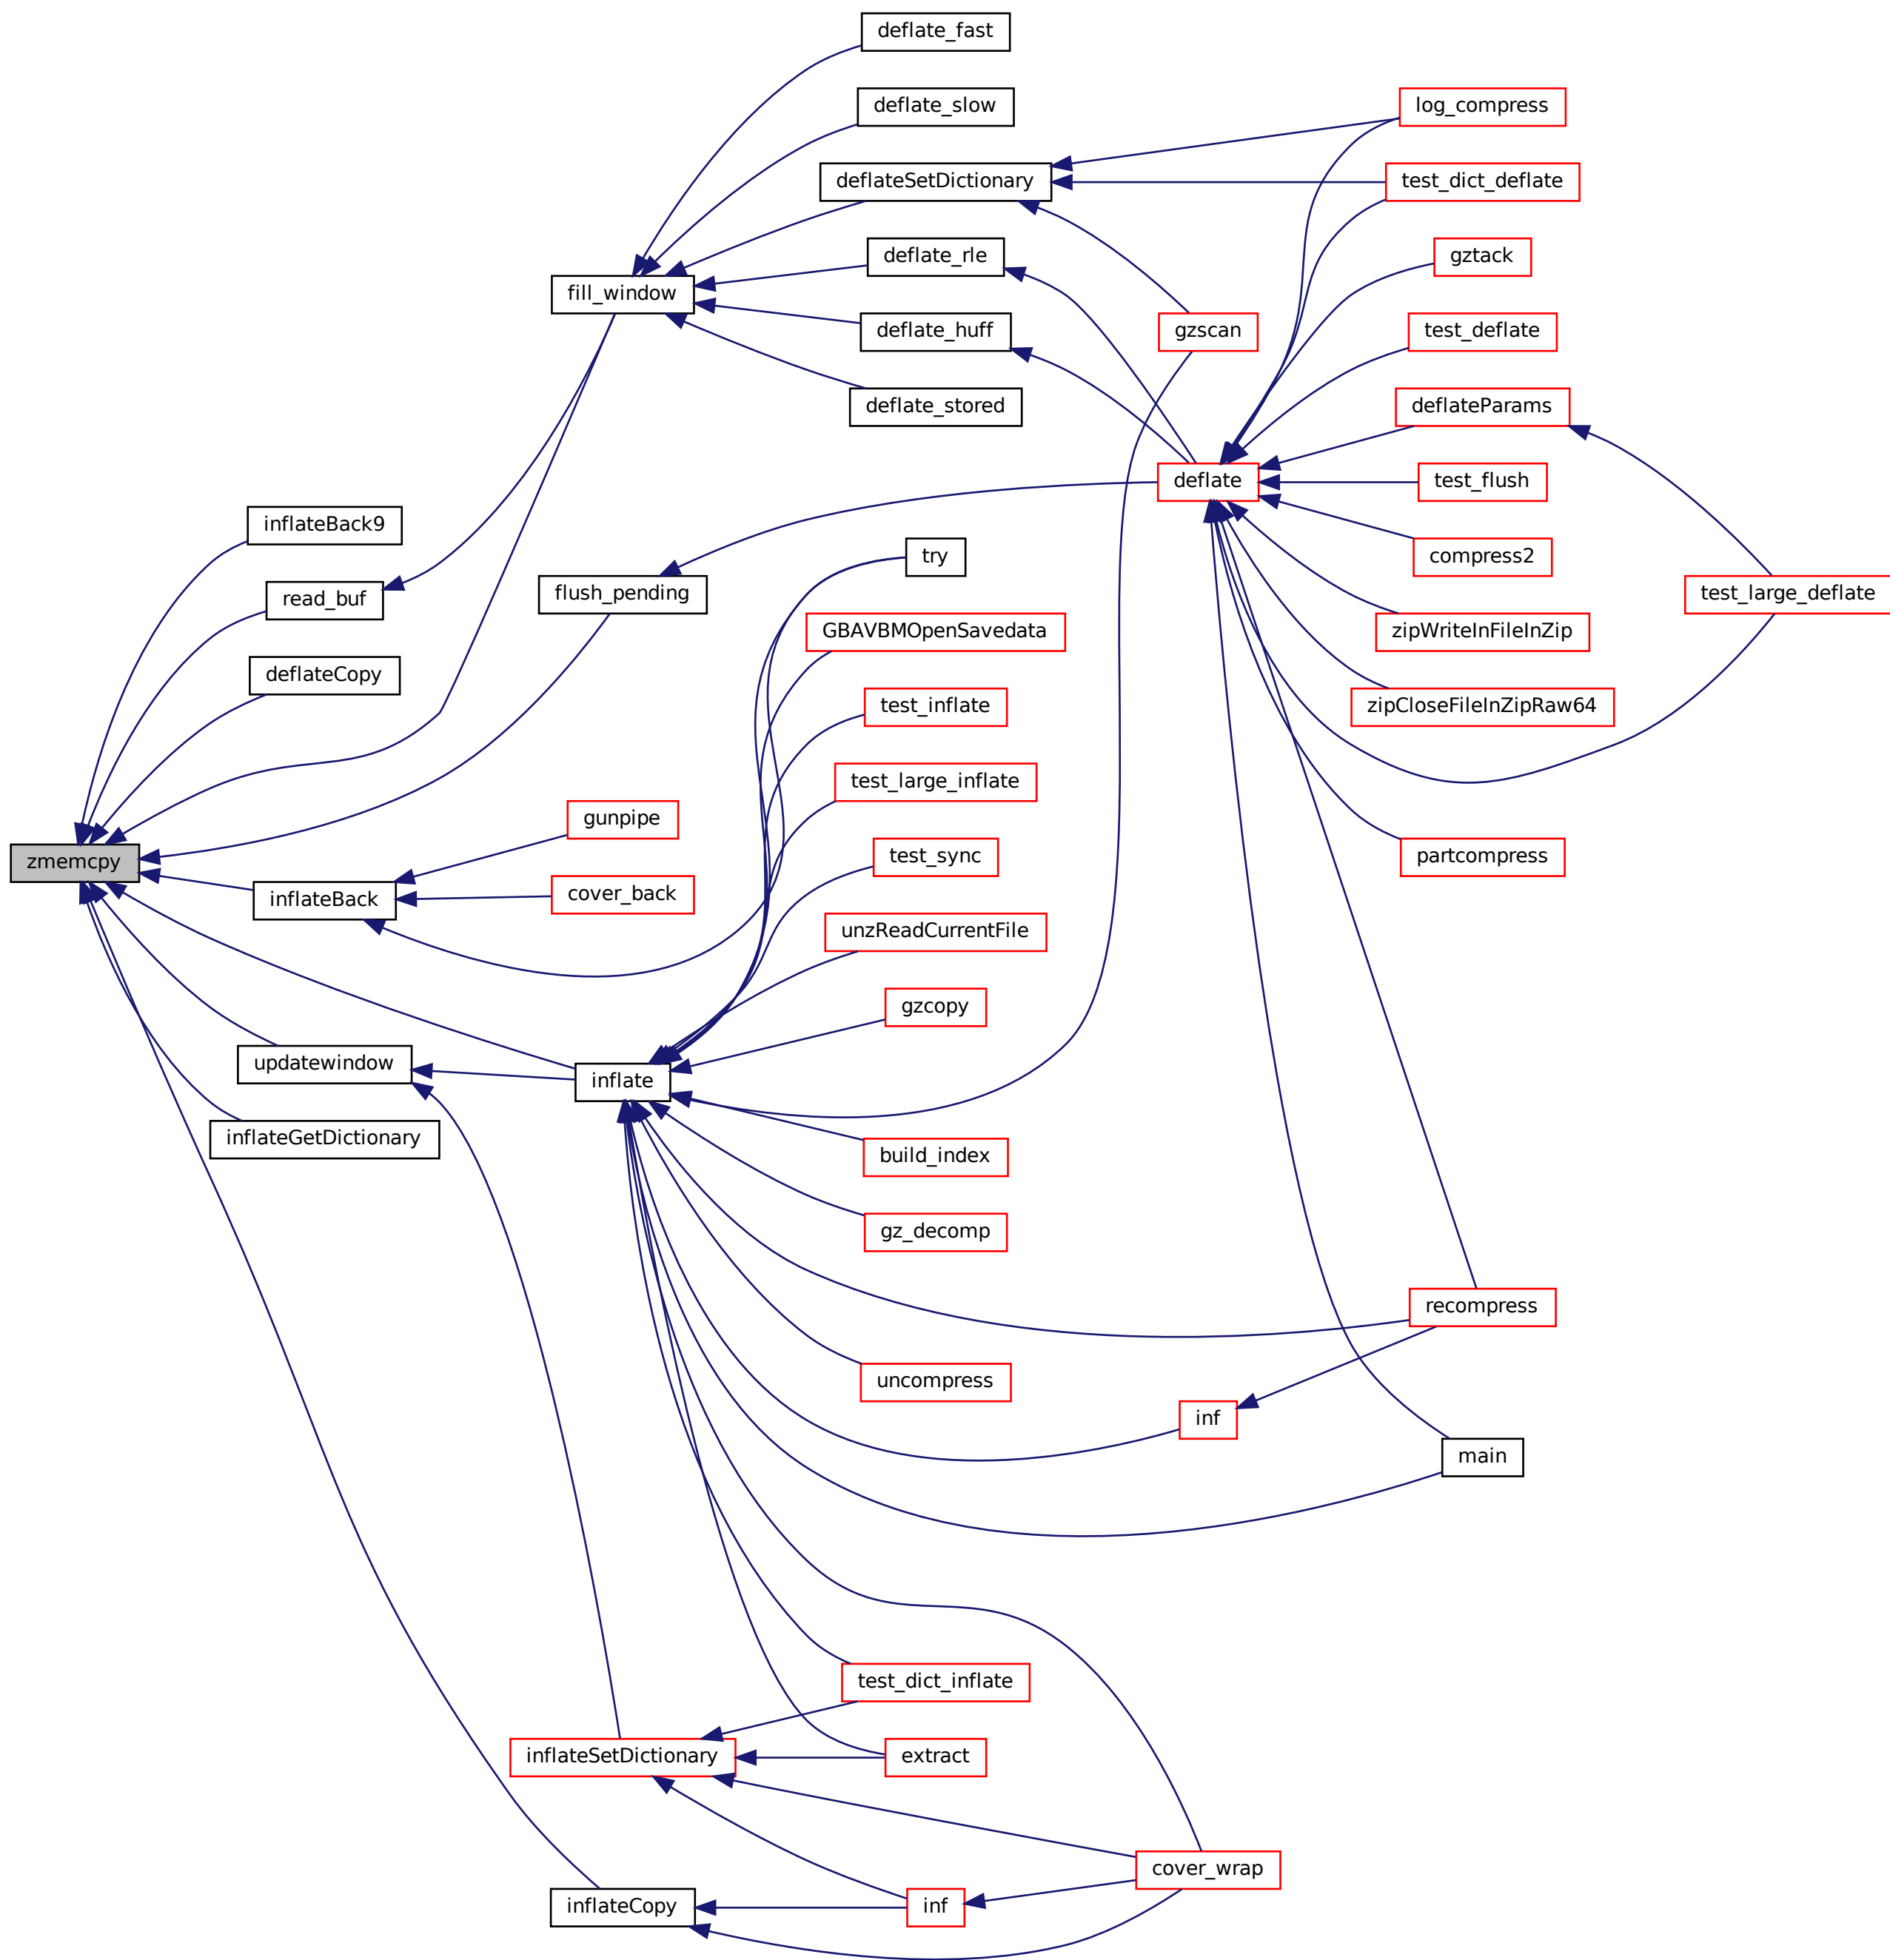 deflate_fast
deflate_slow
log_compress
deflateSetDictionary
test_dict_deflate
deflate_rle
gztack
fill_window
deflate_huff
gzscan
test_deflate
deflate_stored
deflateParams
deflate
test_flush
inflateBack9
try
compress2
read_buf
flush_pending
test_large_deflate
GBAVBMOpenSavedata
zipWriteInFileInZip
deflateCopy
test_inflate
zipCloseFileInZipRaw64
test_large_inflate
gunpipe
zmemcpy
test_sync
partcompress
inflateBack
cover_back
unzReadCurrentFile
gzcopy
updatewindow
inflate
inflateGetDictionary
build_index
gz_decomp
recompress
uncompress
inf
main
test_dict_inflate
inflateSetDictionary
extract
cover_wrap
inflateCopy
inf